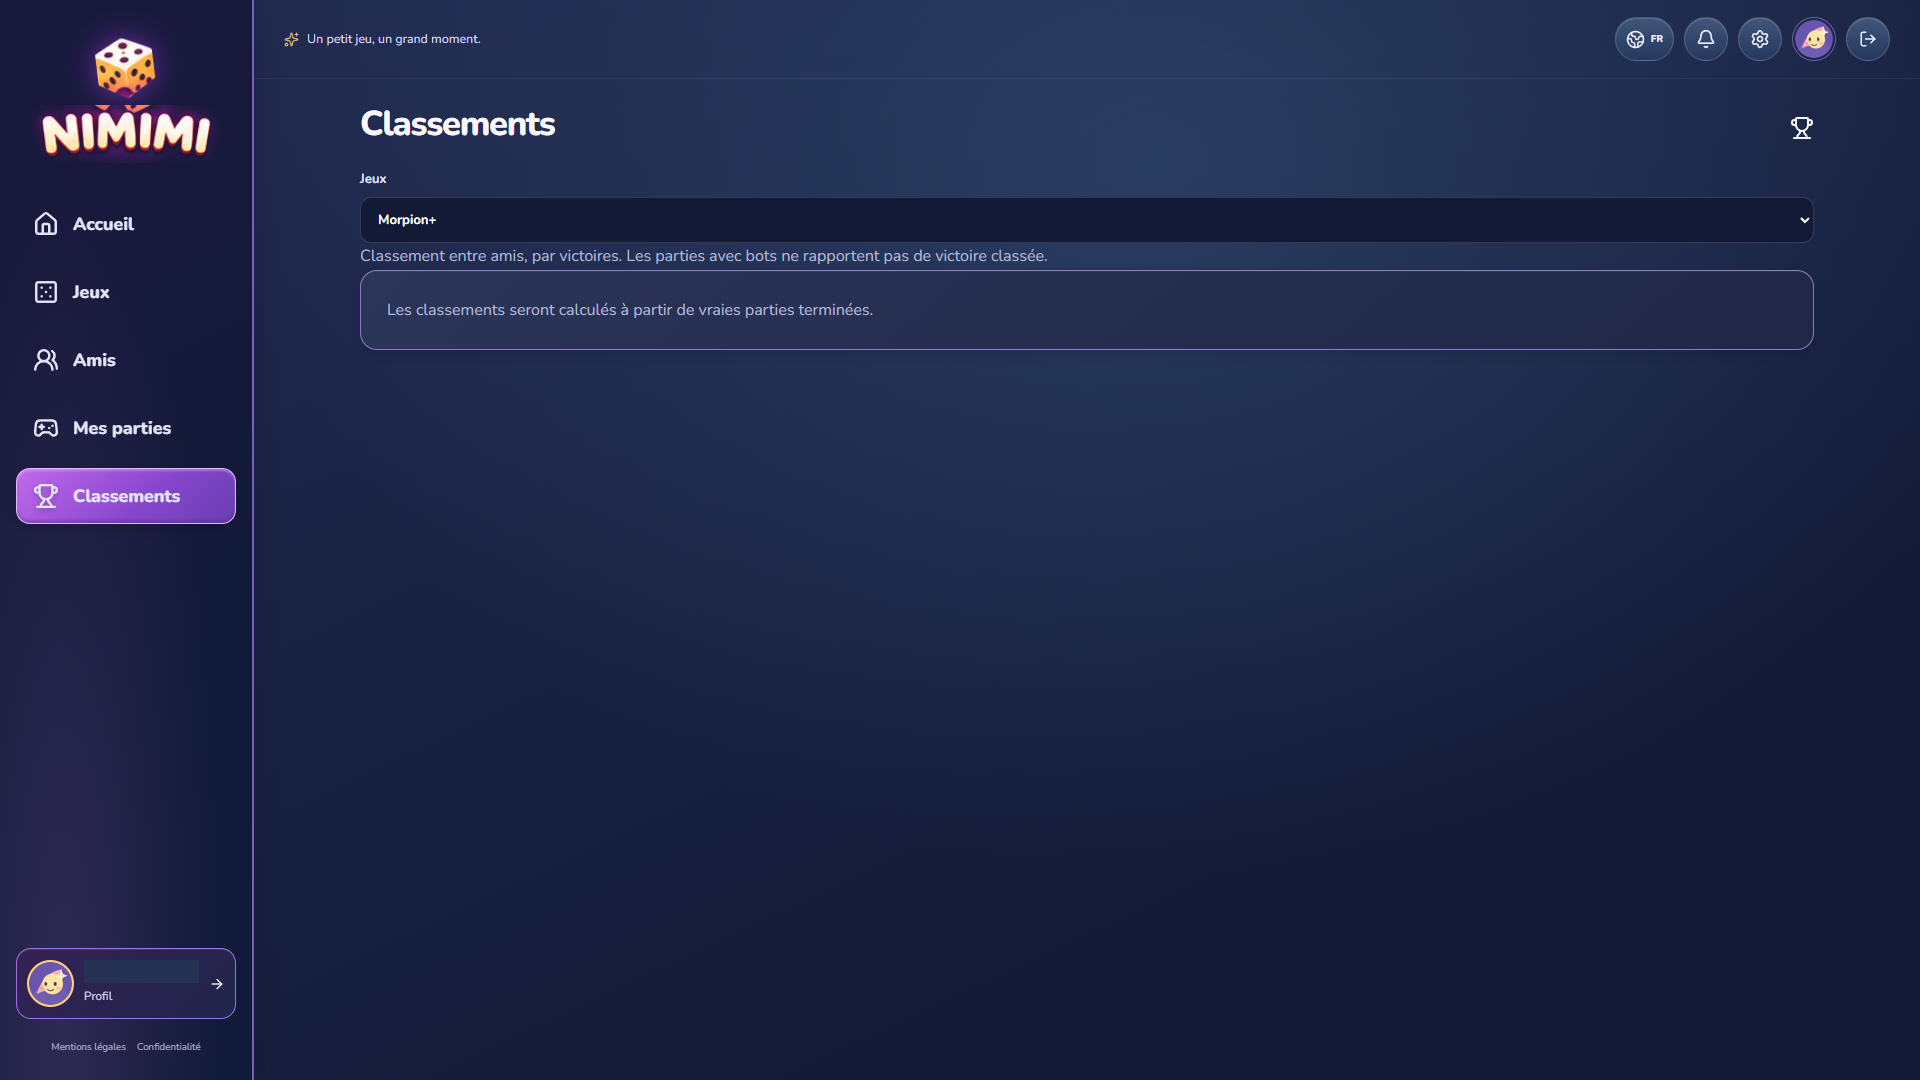 NIMIMI
Accueil
Jeux
Amis
Mes parties
Classements
Profil
Mentions légales Confidentialité
Un petit jeu, un grand moment.
FR
Classements
Jeux
Morpion+
Classement entre amis, par victoires. Les parties avec bots ne rapportent pas de victoire classée.
Les classements seront calculés à partir de vraies parties terminées.